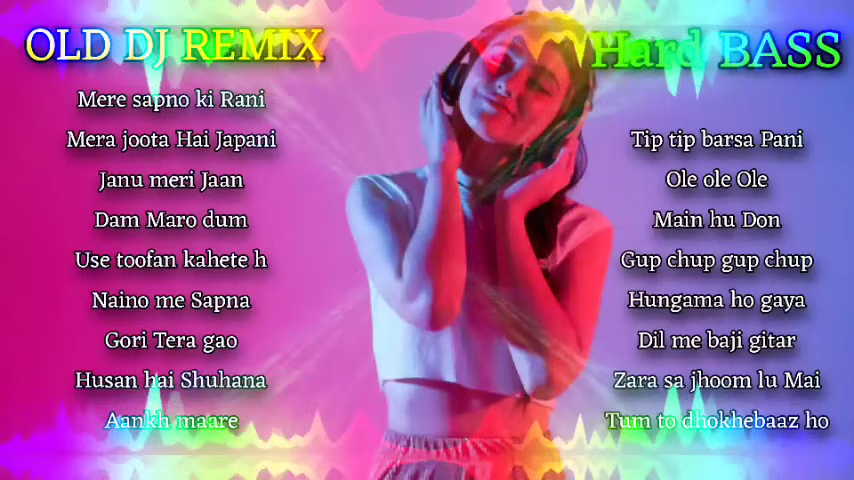 OLD DJ REMIX
Mere sapno ki Rani
Mera joota Hai Japani
Janu meri Jaan
Dam Maro dum
Use toofan kahete h
Naino me Sapna
Gori Tera gao
Husan hai Shuhana
Aankh maare
Hard BASS
Tip tip barsa Pani
Ole ole Ole
Main hu Don
Gup chup gup chup
Hungama ho gaya
Dil me baji gitar
Zara sa jhoom lu Mai
Tum to dhokhebaaz ho